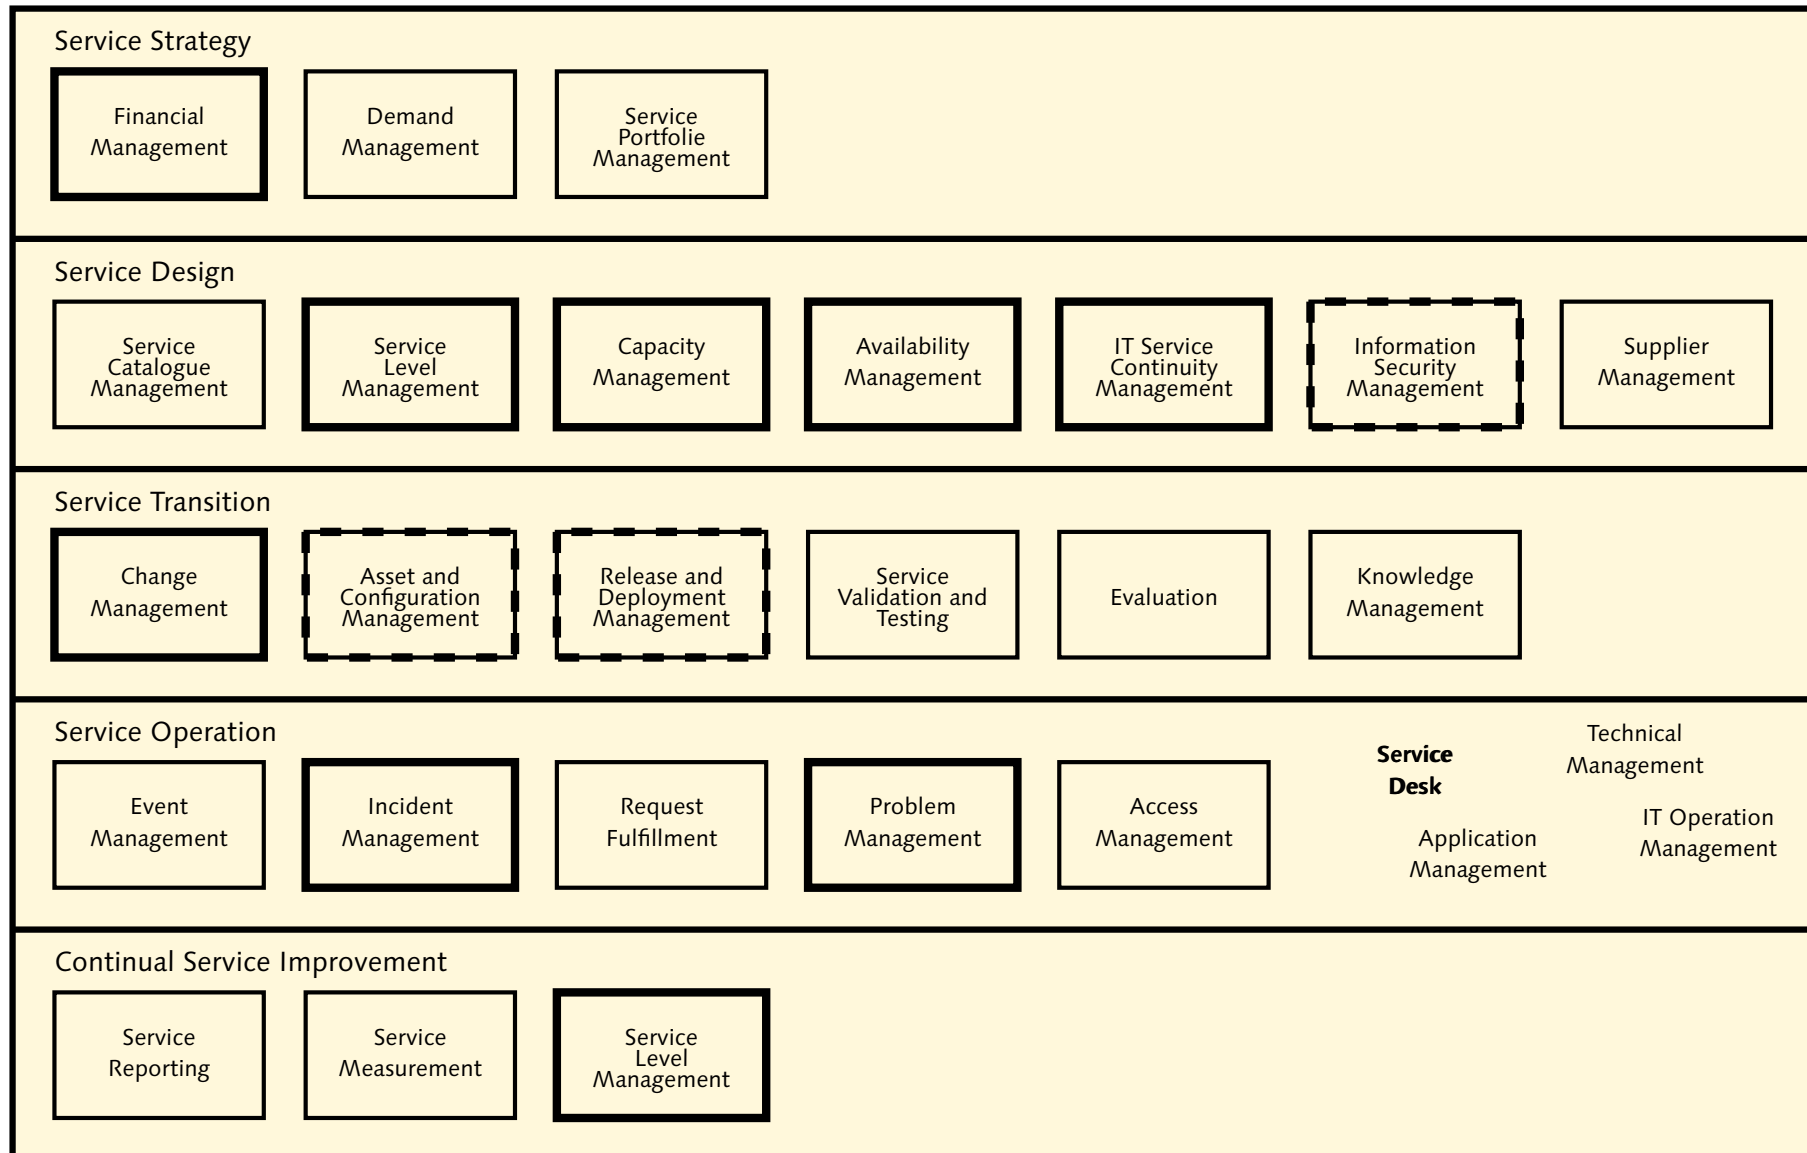 Service Strategy
Financial
Management
Demand
Management
Service
Portfolie
Management
Service Design
Service
Catalogue
Management
Service
Level
Management
Capacity
Management
Availability
Management
IT Service
Continuity
Management
Information
Security
Management
Supplier
Management
Service Transition
Change
Management
Asset and
Configuration
Management
Release and
Deployment
Management
Service
Validation and
Testing
Evaluation
Knowledge
Management
Service Operation
Event
Management
Incident
Management
Request
Fulfillment
Problem
Management
Access
Management
Service
Desk
Technical
Management
Application
Management
IT Operation
Management
Continual Service Improvement
Service
Reporting
Service
Measurement
Service
Level
Management